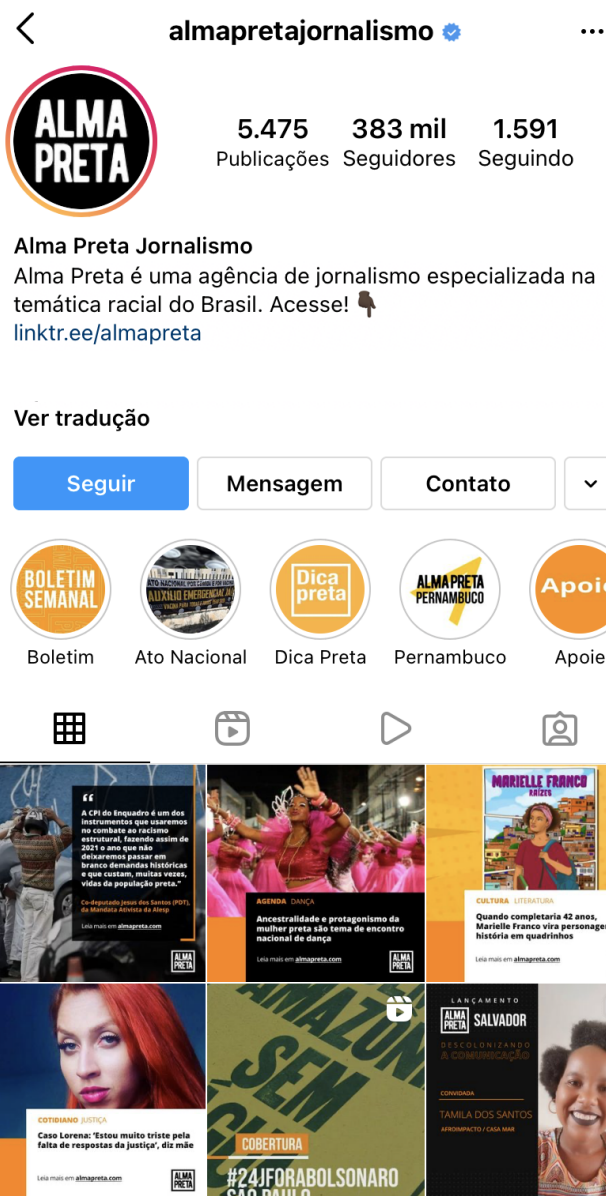 almapretajornalismo
ALMA
PRETA
5.475
383 mil
1.591
Publicações
Seguidores
Seguindo
Alma Preta Jornalismo
Alma Preta é uma agência de jornalismo especializada na
temática racial do Brasil. Acesse!
linktr.ee/almapreta
Ver tradução
Seguir
Mensagem
Contato
BOLETIM
SEMANAL
AUXÍLIO EMERGENCIAL JÁ
Dica
preta
ALMA PRETA
PERNAMBUCO
Apoie
Boletim
Ato Nacional
Dica Preta
Pernambuco
Apoie
“
A CPI do Enquadro é um dos
instrumentos que usaremos
no combate ao racismo
estrutural, fazendo assim de
2021 o ano que não
deixaremos passar em
branco demandas históricas
e que custam, muitas vezes,
vidas da população preta.”
Co-deputado Jesus dos Santos (PDT),
da Mandata Ativista da Alesp
Leia mais em almapreta.com
ALMA
PRETA
AGENDA DANÇA
Ancestralidade e protagonismo da
mulher preta são tema de encontro
nacional de dança
Leia mais em almapreta.com
ALMA
PRETA
MARIELLE FRANCO
RAÍZES
CULTURA LITERATURA
Quando completaria 42 anos,
Marielle Franco vira personagem
história em quadrinhos
Leia mais em almapreta.com
COTIDIANO JUSTIÇA
Caso Lorena: ‘Estou muito triste pela
falta de respostas da justiça’, diz mãe
Leia mais em almapreta.com
ALMA
PRETA
AMAZON
SEM
COBERTURA
#24JFORABOLSONARO
SÃO PAULO
LANÇAMENTO
ALMA
PRETA
SALVADOR
DESCOLONIZANDO
A COMUNICAÇÃO
CONVIDADA
TAMILA DOS SANTOS
AFROIMPACTO / CASA MAR